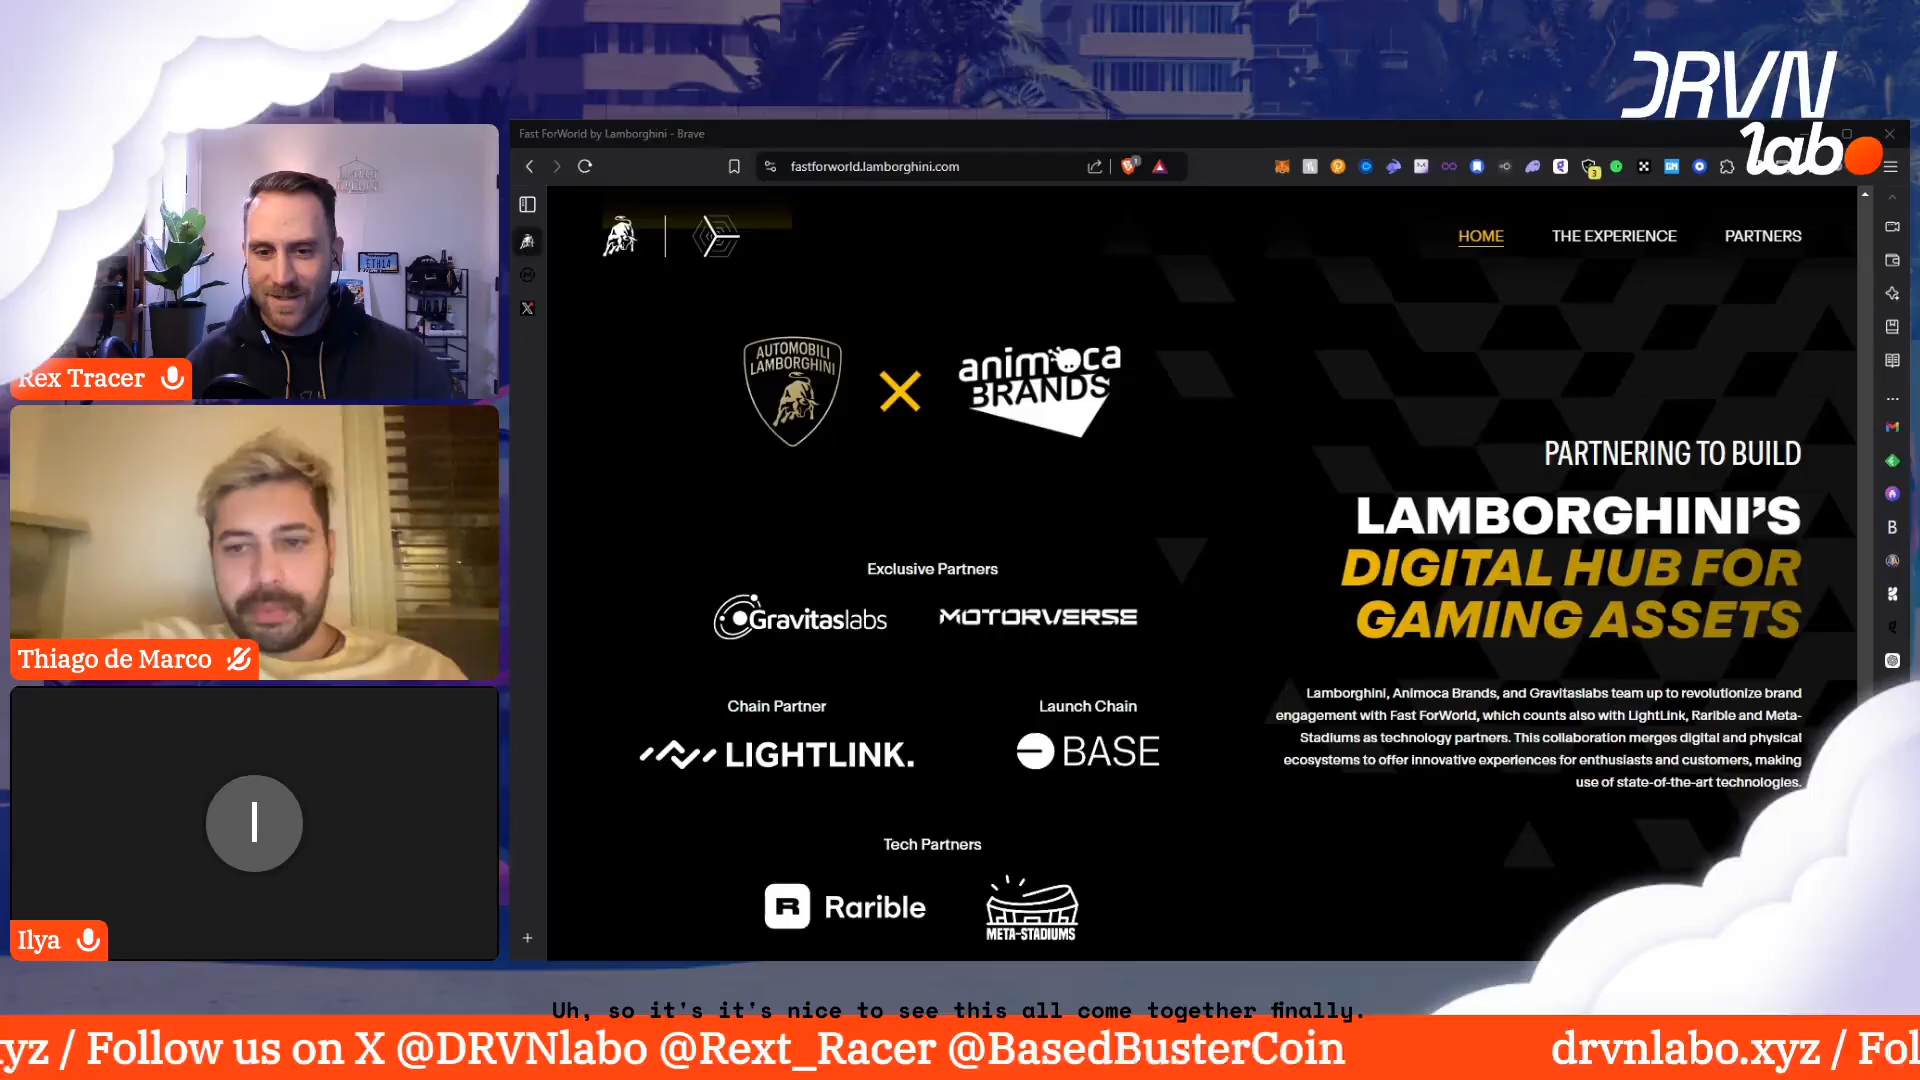 DRVN
labo
Fast ForWorld by Lamborghini - Brave
fastforworld.lamborghini.com
HOME
THE EXPERIENCE
PARTNERS
ETH14
Rex Tracer
AUTOMOBILI
LAMBORGHINI
animoca
BRANDS
PARTNERING TO BUILD
LAMBORGHINI'S
DIGITAL HUB FOR
GAMING ASSETS
Exclusive Partners
Gravitaslabs
MOTORVERSE
Thiago de Marco
Chain Partner
Launch Chain
LIGHTLINK.
BASE
Lamborghini, Animoca Brands, and Gravitaslabs team up to revolutionize brand
engagement with Fast ForWorld, which counts also with LightLink, Rarible and Meta-
Stadiums as technology partners. This collaboration merges digital and physical
ecosystems to offer innovative experiences for enthusiasts and customers, making
use of state-of-the-art technologies.
I
Tech Partners
R
Rarible
META-STADIUMS
Ilya
Uh, so it's it's nice to see this all come together finally.
yz / Follow us on X @DRVNlabo @Rext_Racer @BasedBusterCoin
drvnlabo.xyz / Fol